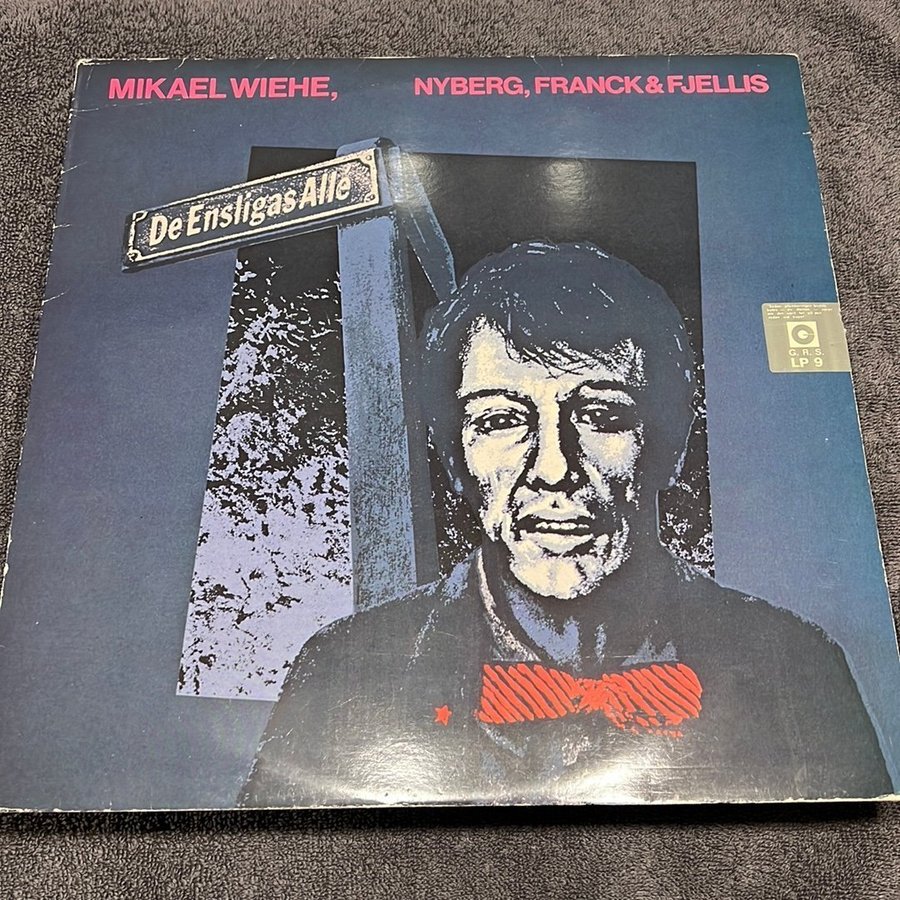 MIKAEL WIEHE, NYBERG, FRANCK & FJELLIS
De Ensligas Allé
G. R. S.
LP 9